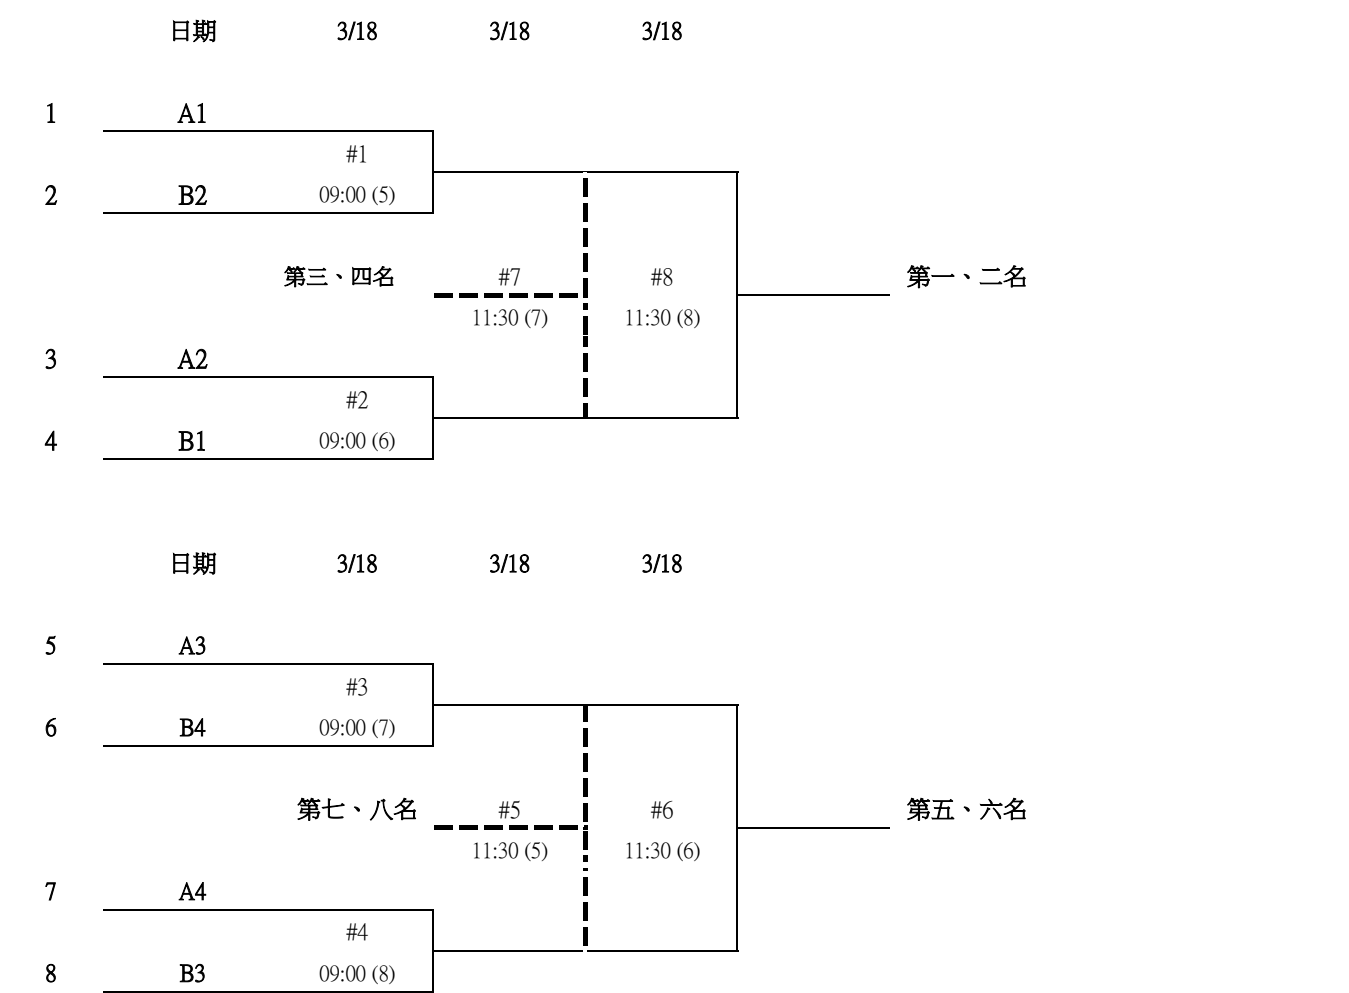 日期 3/18 3/18 3/18
1 A1
#1
2 B2 09:00 (5)
第三、四名 #7 #8 第一、二名
11:30 (7) 11:30 (8)
3 A2
#2
4 B1 09:00 (6)
日期 3/18 3/18 3/18
5 A3
#3
6 B4 09:00 (7)
第七、八名 #5 #6 第五、六名
11:30 (5) 11:30 (6)
7 A4
#4
8 B3 09:00 (8)